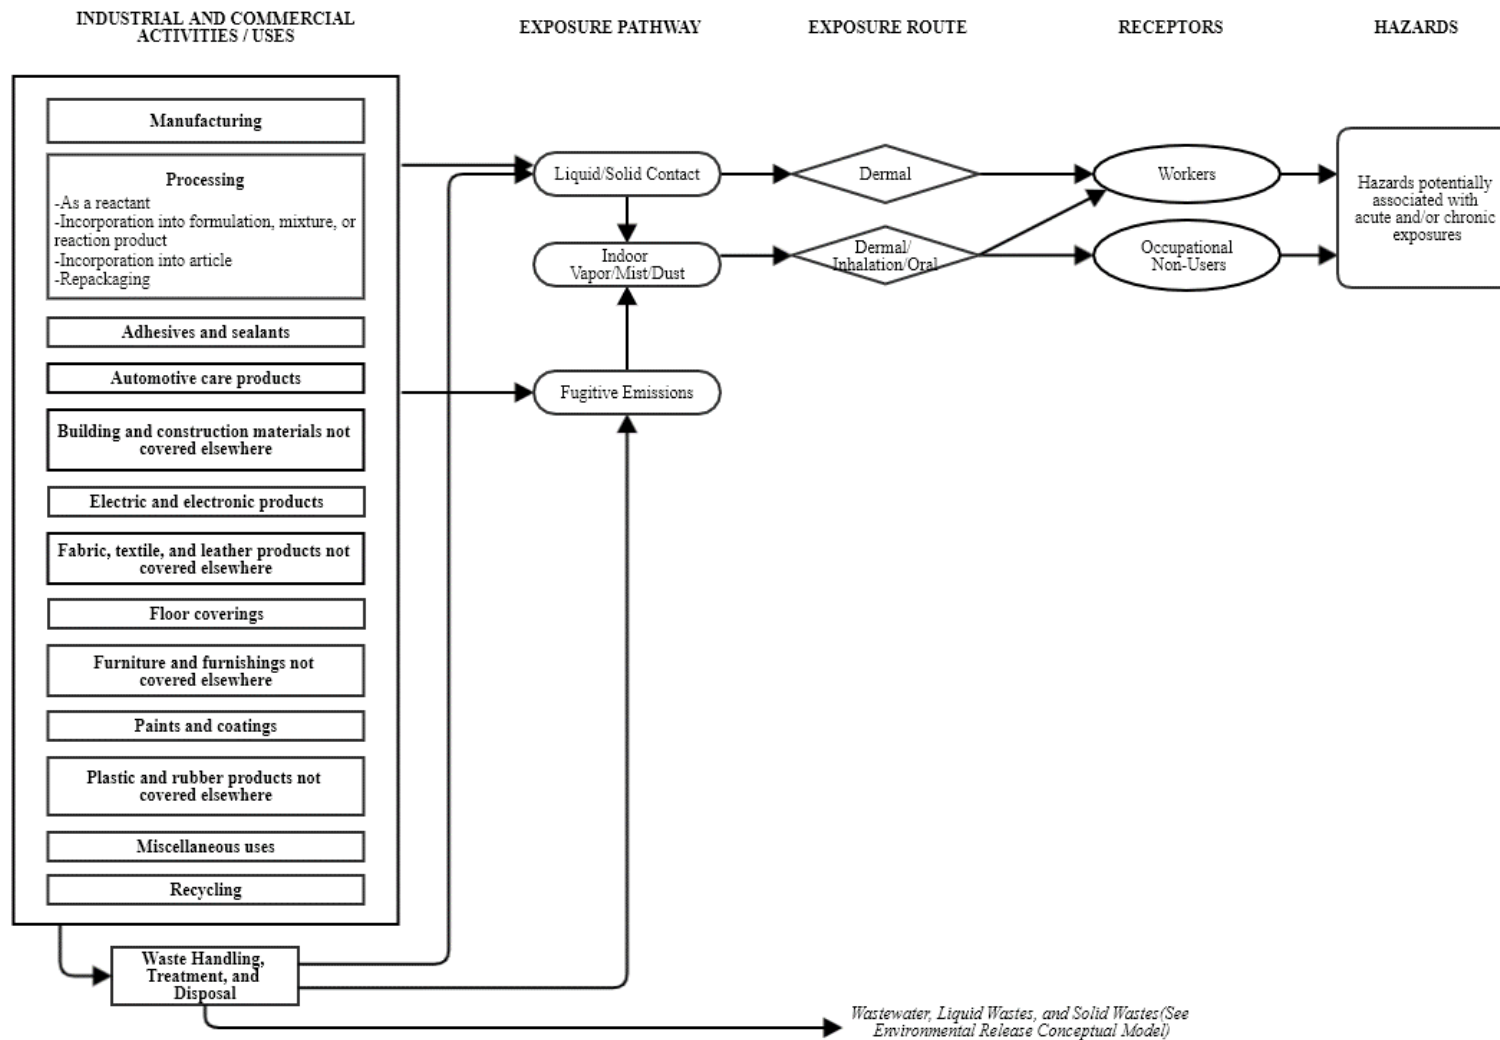 INDUSTRIAL AND COMMERCIAL
ACTIVITIES / USES
EXPOSURE PATHWAY
EXPOSURE ROUTE
RECEPTORS
HAZARDS
Manufacturing
Processing
-As a reactant
-Incorporation into formulation, mixture, or
reaction product
-Incorporation into article
-Repackaging
Adhesives and sealants
Automotive care products
Building and construction materials not
covered elsewhere
Electric and electronic products
Fabric, textile, and leather products not
covered elsewhere
Floor coverings
Furniture and furnishings not
covered elsewhere
Paints and coatings
Plastic and rubber products not
covered elsewhere
Miscellaneous uses
Recycling
Waste Handling,
Treatment, and
Disposal
Liquid/Solid Contact
Indoor
Vapor/Mist/Dust
Fugitive Emissions
Dermal
Dermal/
Inhalation/Oral
Workers
Occupational
Non-Users
Hazards potentially
associated with
acute and/or chronic
exposures
Wastewater, Liquid Wastes, and Solid Wastes(See
Environmental Release Conceptual Model)